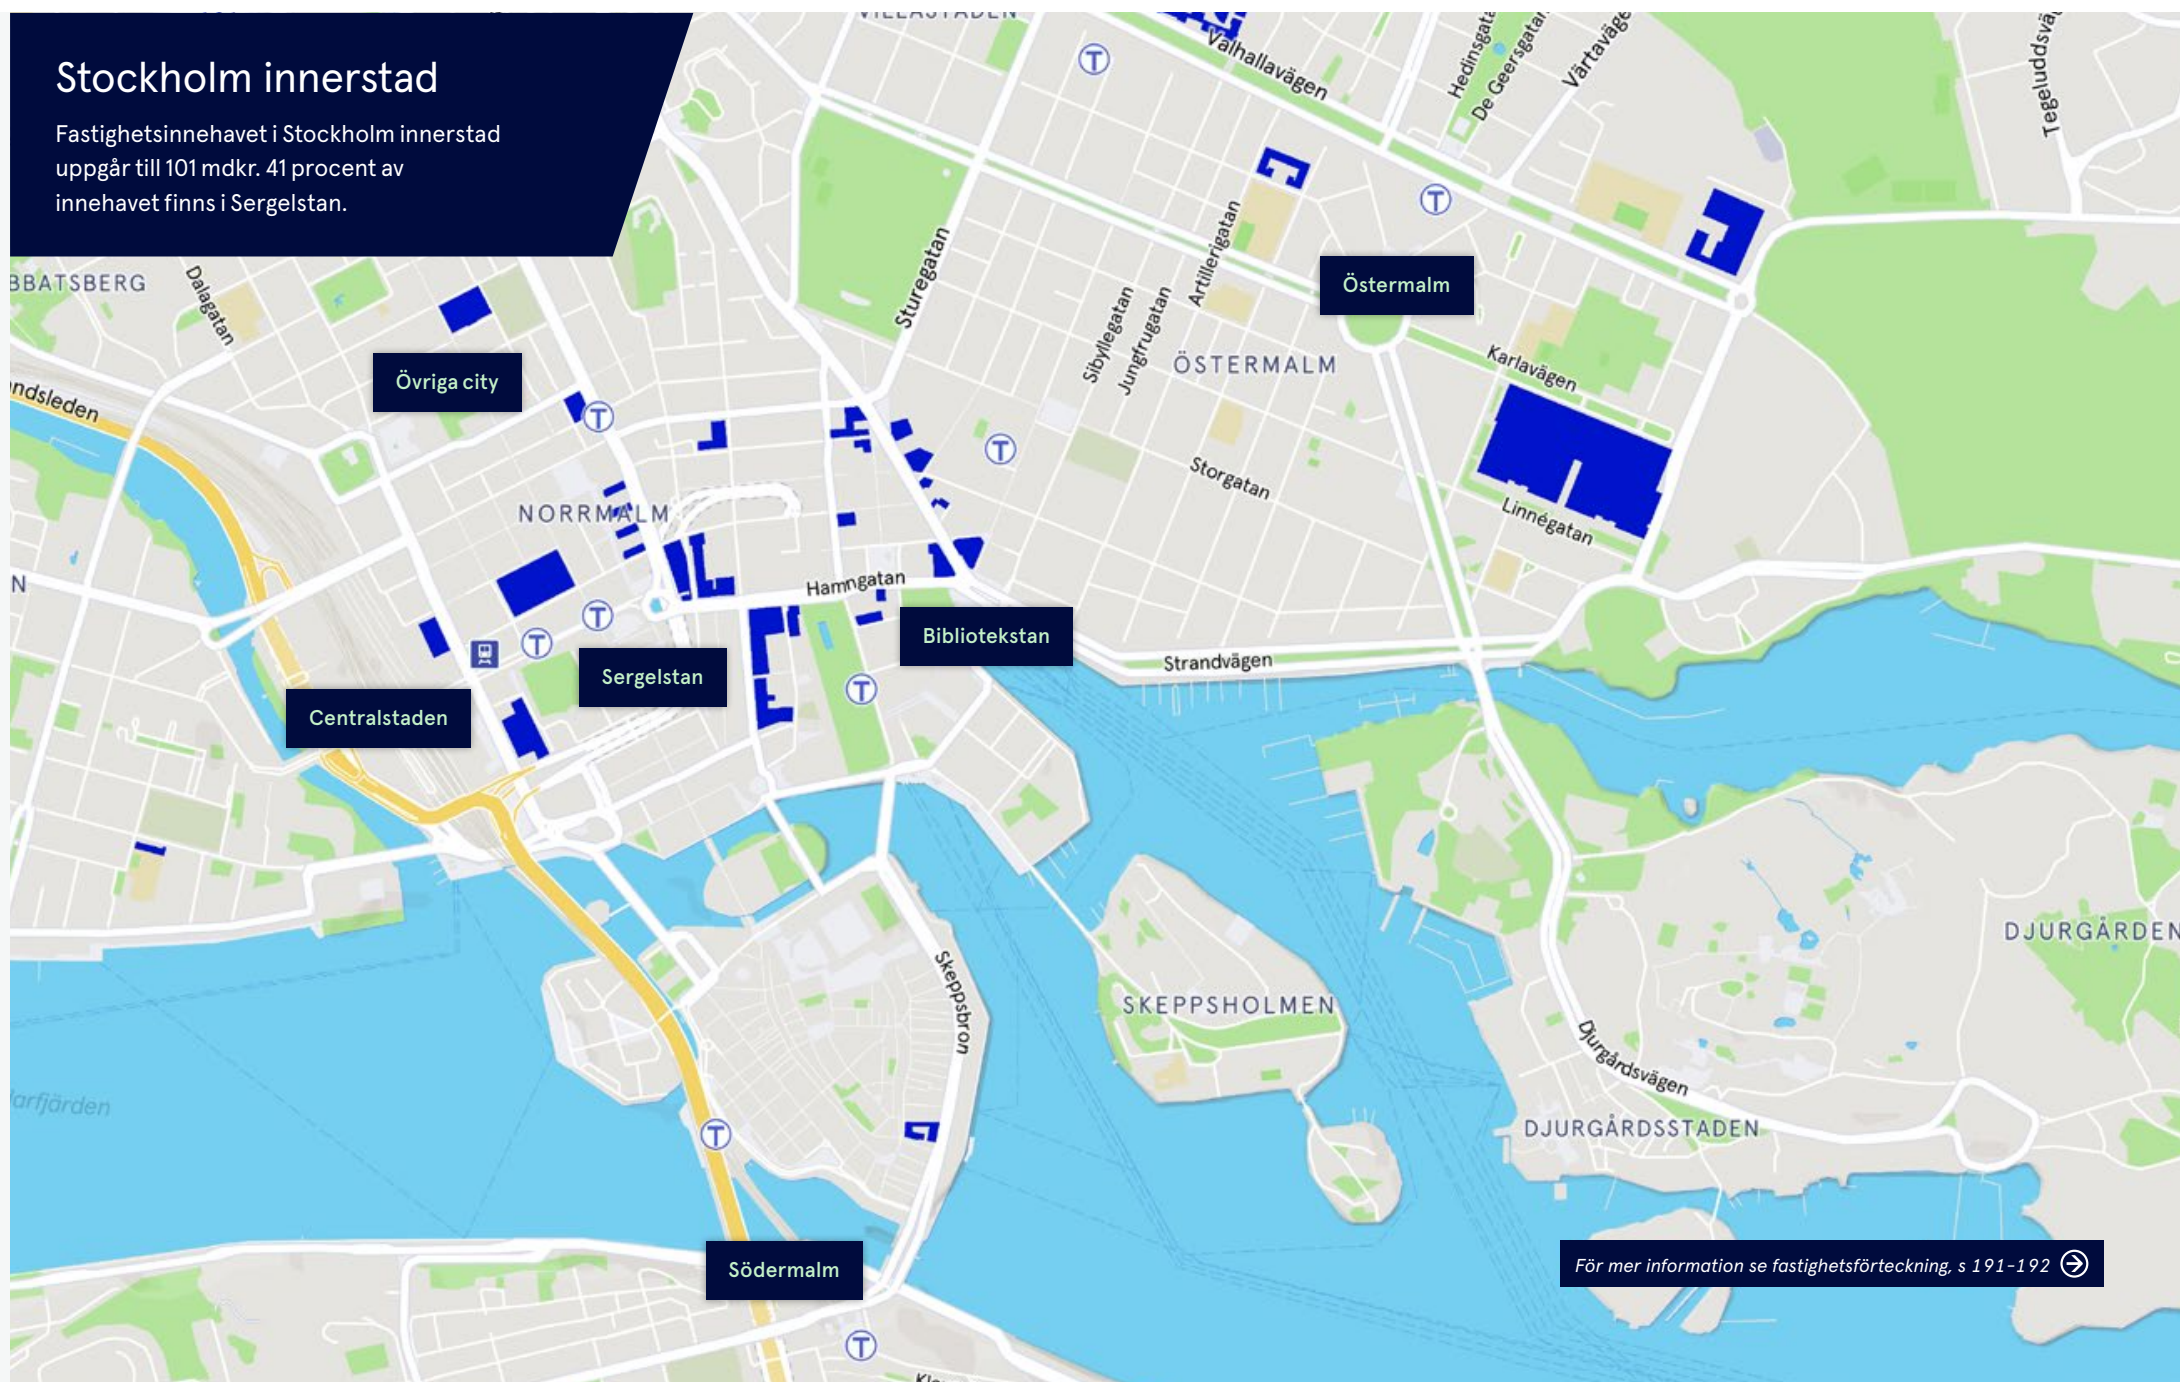 Stockholm innerstad
Fastighetsinnehavet i Stockholm innerstad
uppgår till 101 mdkr. 41 procent av
innehavet finns i Sergelstan.
Valhallavägen
Hedinsgata
De Geersgatan
Värtaväge
Tegeluddsvä
T
T
BBATSBERG
Dalagatan
Sturegatan
Artillerigatan
Sibyllegatan
Jungfrugatan
Östermalm
ÖSTERMALM
Karlavägen
Övriga city
ndsleden
T
T
Storgatan
Linnégatan
NORRMALM
N
Hamngatan
T
T
Bibliotekstan
Strandvägen
Sergelstan
T
Centralstaden
DJURGÅRDEN
Skeppsbron
SKEPPSHOLMEN
Djurgårdsvägen
arfjärden
DJURGÅRDSSTADEN
T
Södermalm
För mer information se fastighetsförteckning, s 191-192
T